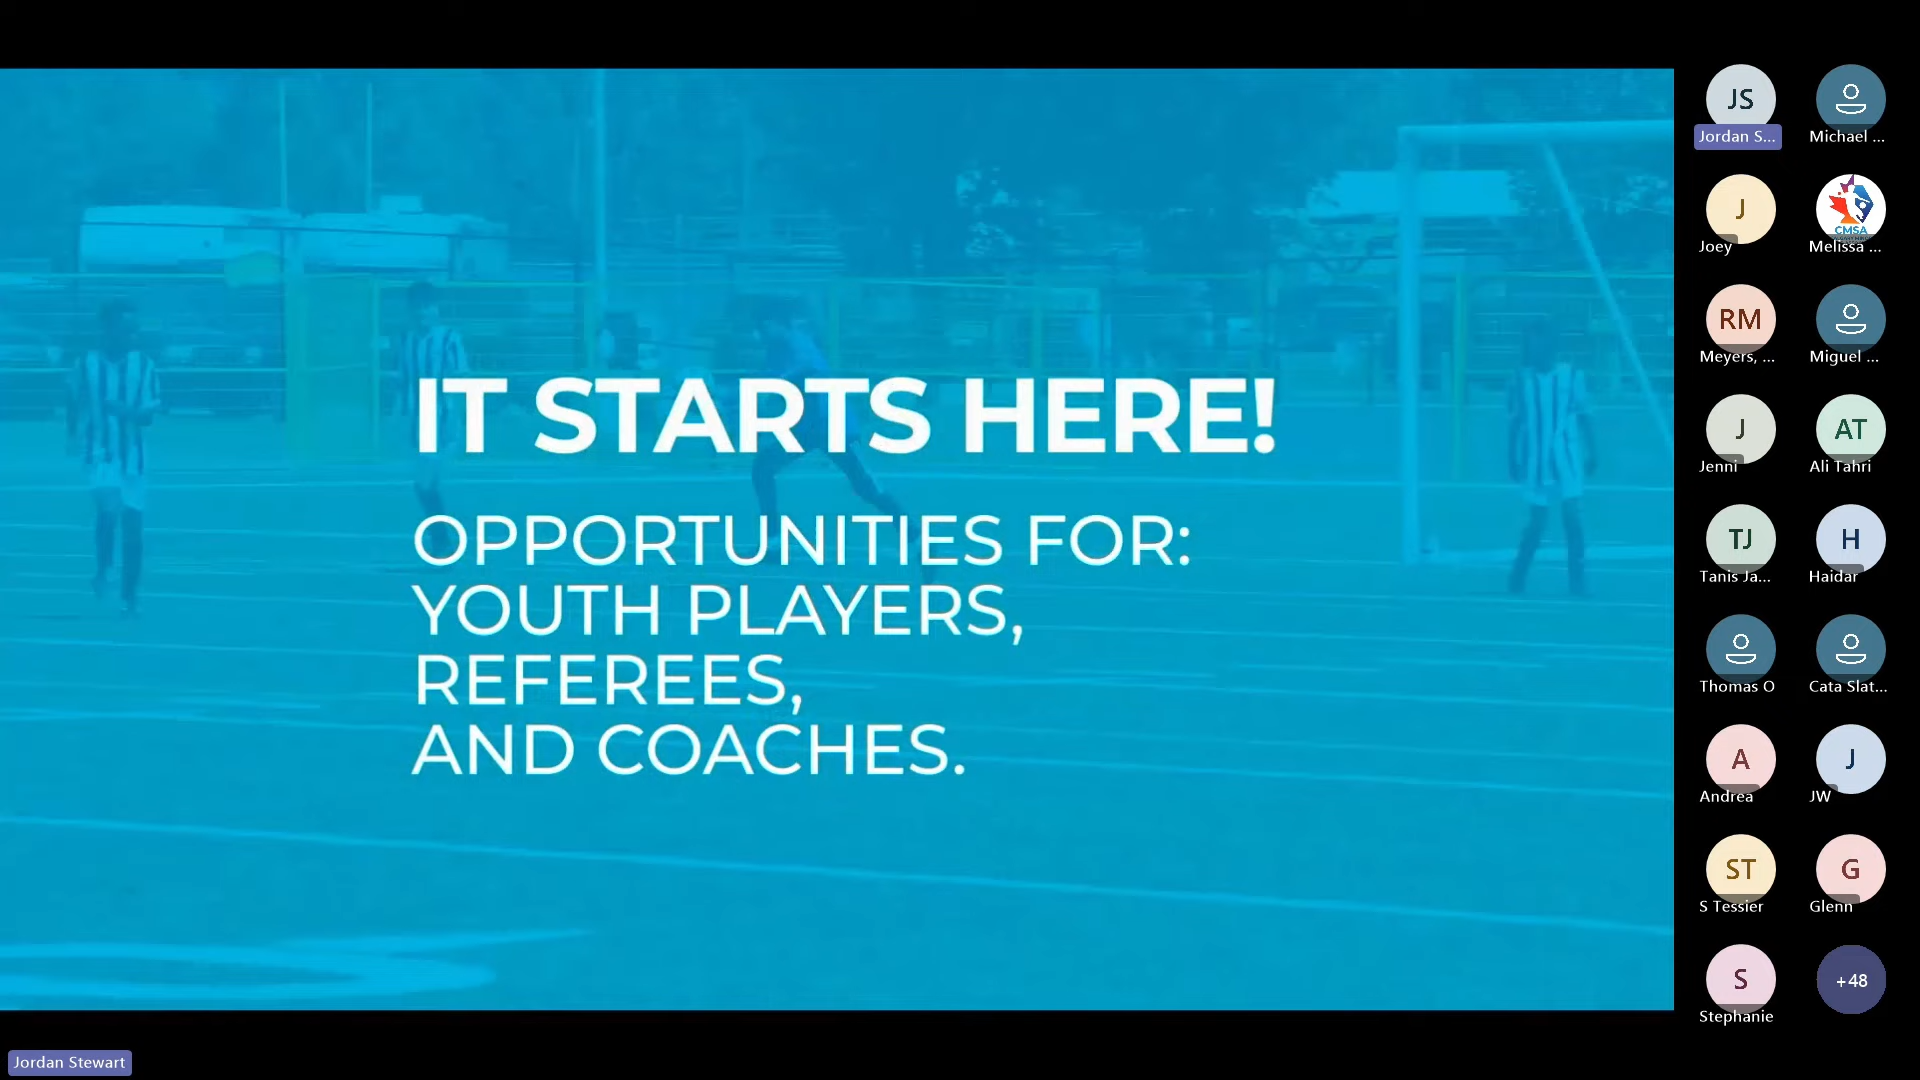 IT STARTS HERE!
OPPORTUNITIES FOR:
YOUTH PLAYERS,
REFEREES,
AND COACHES.
JS
Jordan S...
Michael ...
J
Joey
CMSA
Melissa ...
RM
Meyers, ...
Miguel ...
J
Jenni
AT
Ali Tahri
TJ
Tanis Ja...
H
Haidar
Thomas O
Cata Slat...
A
Andrea
J
JW
ST
S Tessier
G
Glenn
S
Stephanie
+48
Jordan Stewart